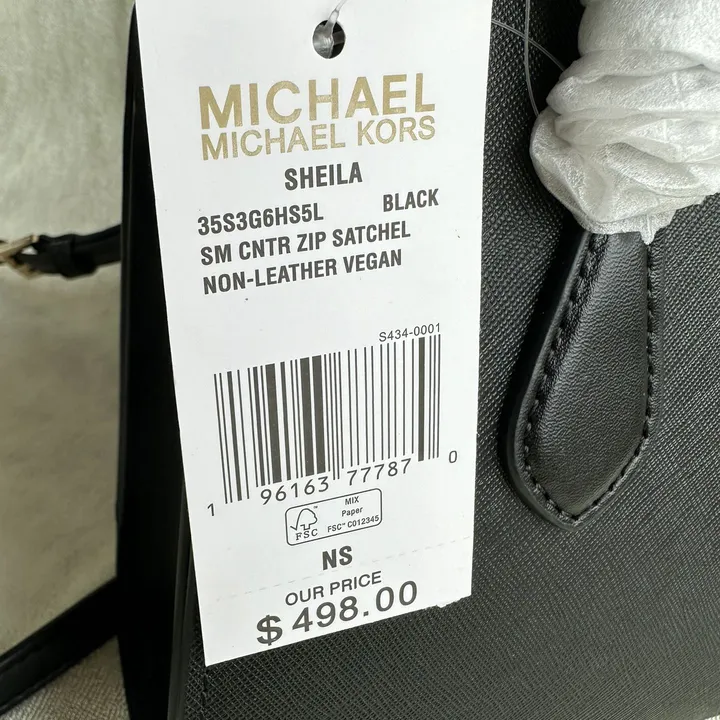 MICHAEL
MICHAEL KORS
SHEILA
35S3G6HS5L BLACK
SM CNTR ZIP SATCHEL
NON-LEATHER VEGAN
S434-0001
1 96163 77787 0
FSC
MIX
Paper
FSC™ C012345
NS
OUR PRICE
$ 498.00